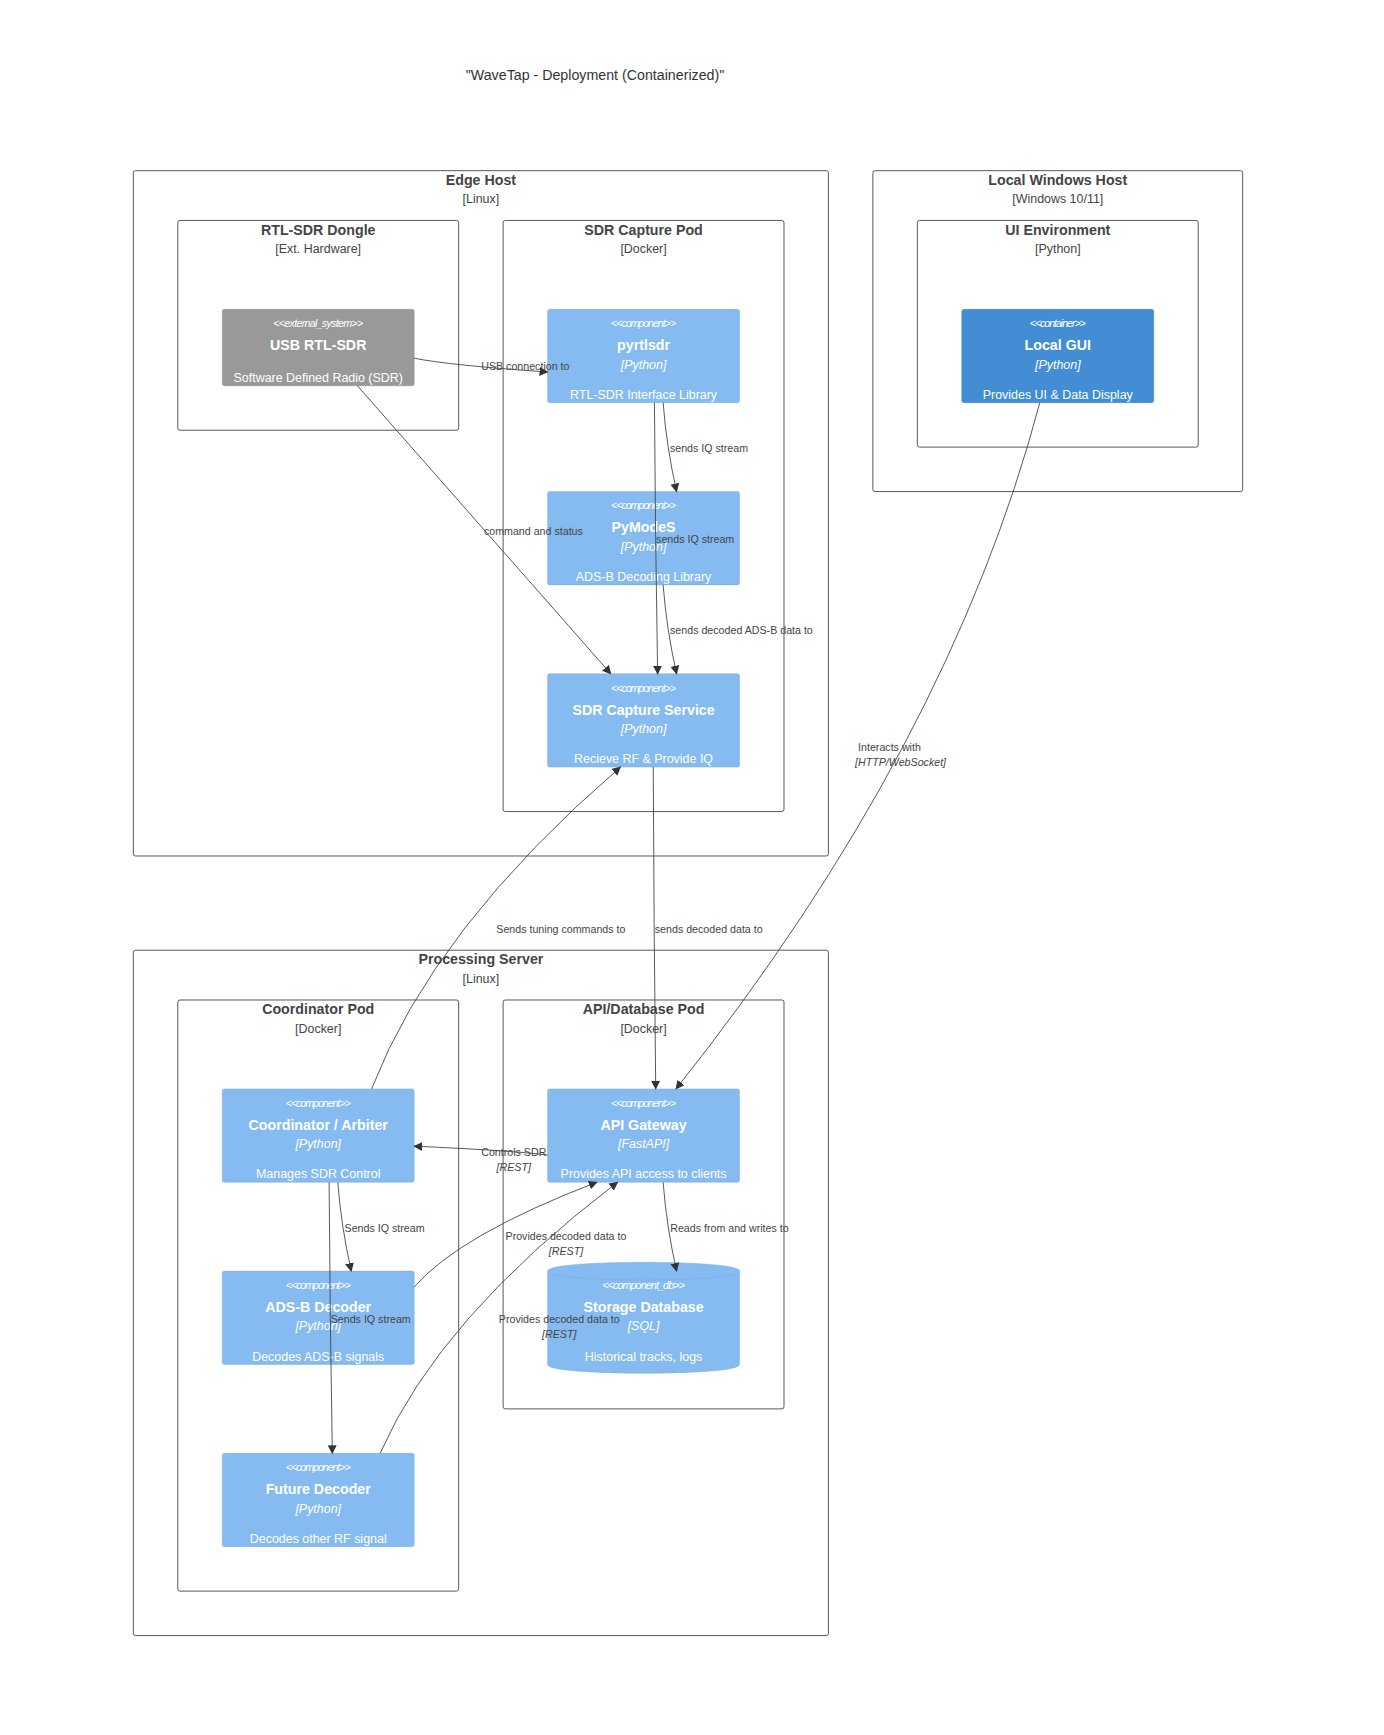 "WaveTap - Deployment (Containerized)"
Edge Host
[Linux]
RTL-SDR Dongle
[Ext. Hardware]
<<external_system>>
USB RTL-SDR
Software Defined Radio (SDR)
USB connection to
command and status
SDR Capture Pod
[Docker]
<<component>>
pyrtlsdr
[Python]
RTL-SDR Interface Library
sends IQ stream
<<component>>
PyModeS
[Python]
sends IQ stream
ADS-B Decoding Library
sends decoded ADS-B data to
<<component>>
SDR Capture Service
[Python]
Recieve RF & Provide IQ
Local Windows Host
[Windows 10/11]
UI Environment
[Python]
<<container>>
Local GUI
[Python]
Provides UI & Data Display
Interacts with
[HTTP/WebSocket]
Sends tuning commands to
sends decoded data to
Processing Server
[Linux]
Coordinator Pod
[Docker]
<<component>>
Coordinator / Arbiter
[Python]
Manages SDR Control
Controls SDR
[REST]
Sends IQ stream
<<component>>
ADS-B Decoder
[Python]
Sends IQ stream
Decodes ADS-B signals
<<component>>
Future Decoder
[Python]
Decodes other RF signal
API/Database Pod
[Docker]
<<component>>
API Gateway
[FastAPI]
Provides API access to clients
Provides decoded data to
[REST]
Reads from and writes to
<<component_db>>
Storage Database
[SQL]
Provides decoded data to
[REST]
Historical tracks, logs